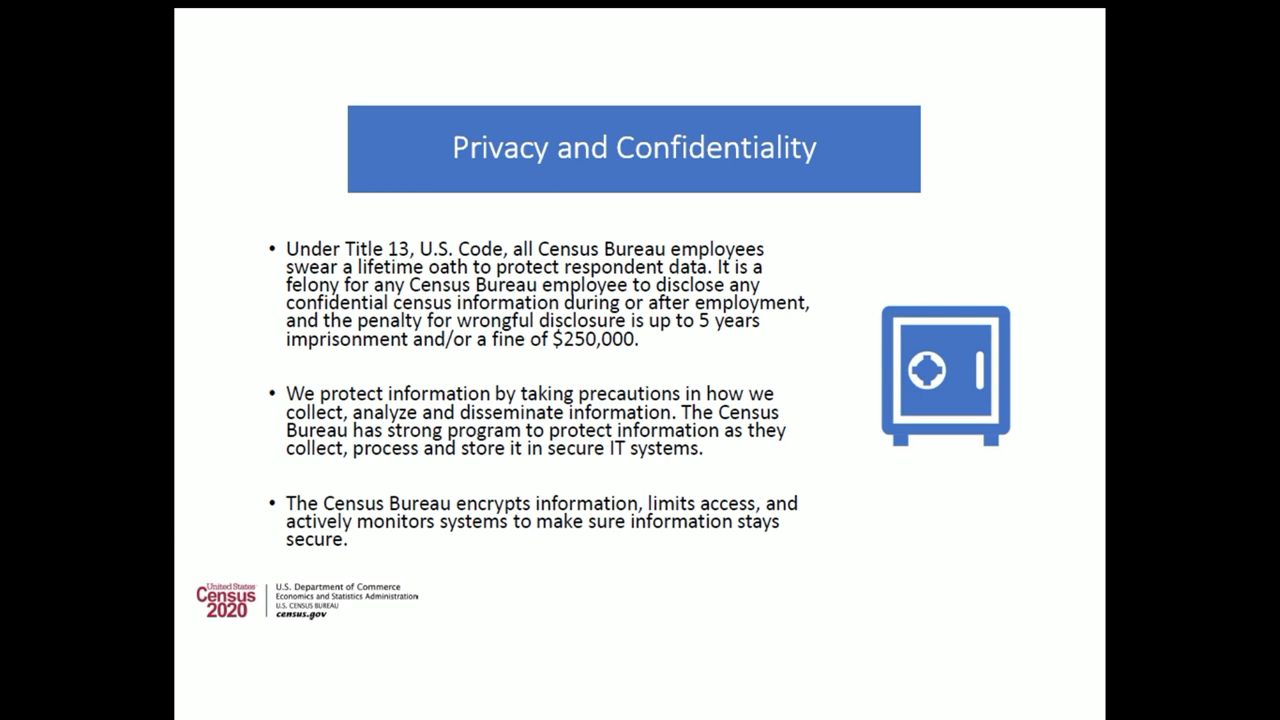 Privacy and Confidentiality
• Under Title 13, U.S. Code, all Census Bureau employees
swear a lifetime oath to protect respondent data. It is a
felony for any Census Bureau employee to disclose any
confidential census information during or after employment,
and the penalty for wrongful disclosure is up to 5 years
imprisonment and/or a fine of $250,000.
• We protect information by taking precautions in how we
collect, analyze and disseminate information. The Census
Bureau has strong program to protect information as they
collect, process and store it in secure IT systems.
• The Census Bureau encrypts information, limits access, and
actively monitors systems to make sure information stays
secure.
United States
Census
2020
U.S. Department of Commerce
Economics and Statistics Administration
U.S. CENSUS BUREAU
census.gov